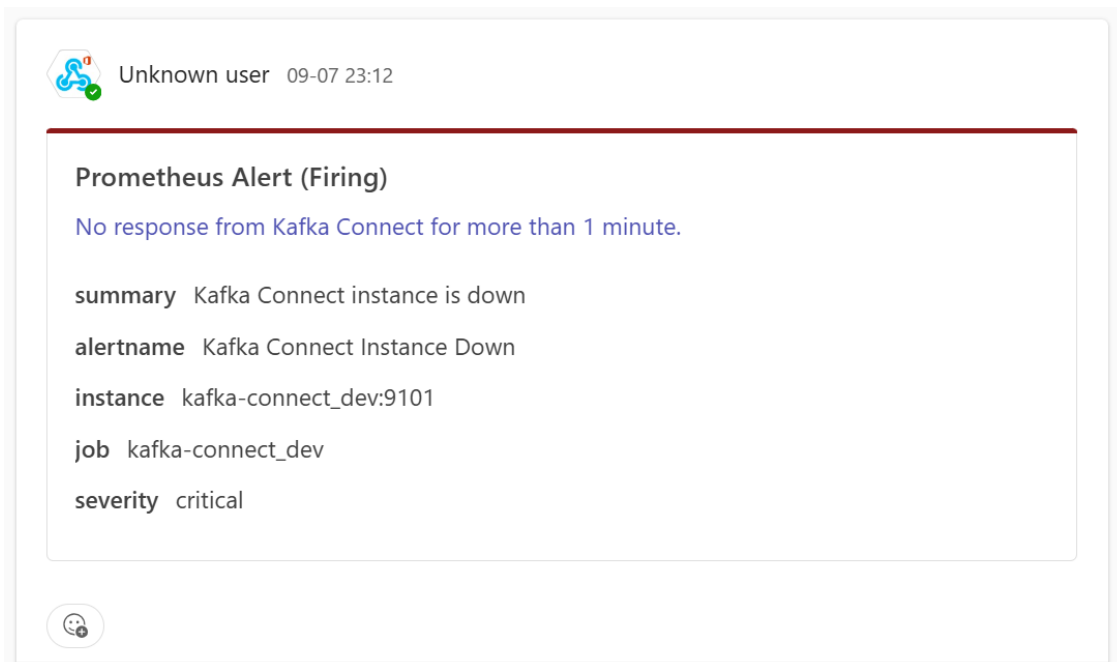 Unknown user 09-07 23:12
Prometheus Alert (Firing)
No response from Kafka Connect for more than 1 minute.
summary Kafka Connect instance is down
alertname Kafka Connect Instance Down
instance kafka-connect_dev:9101
job kafka-connect_dev
severity critical